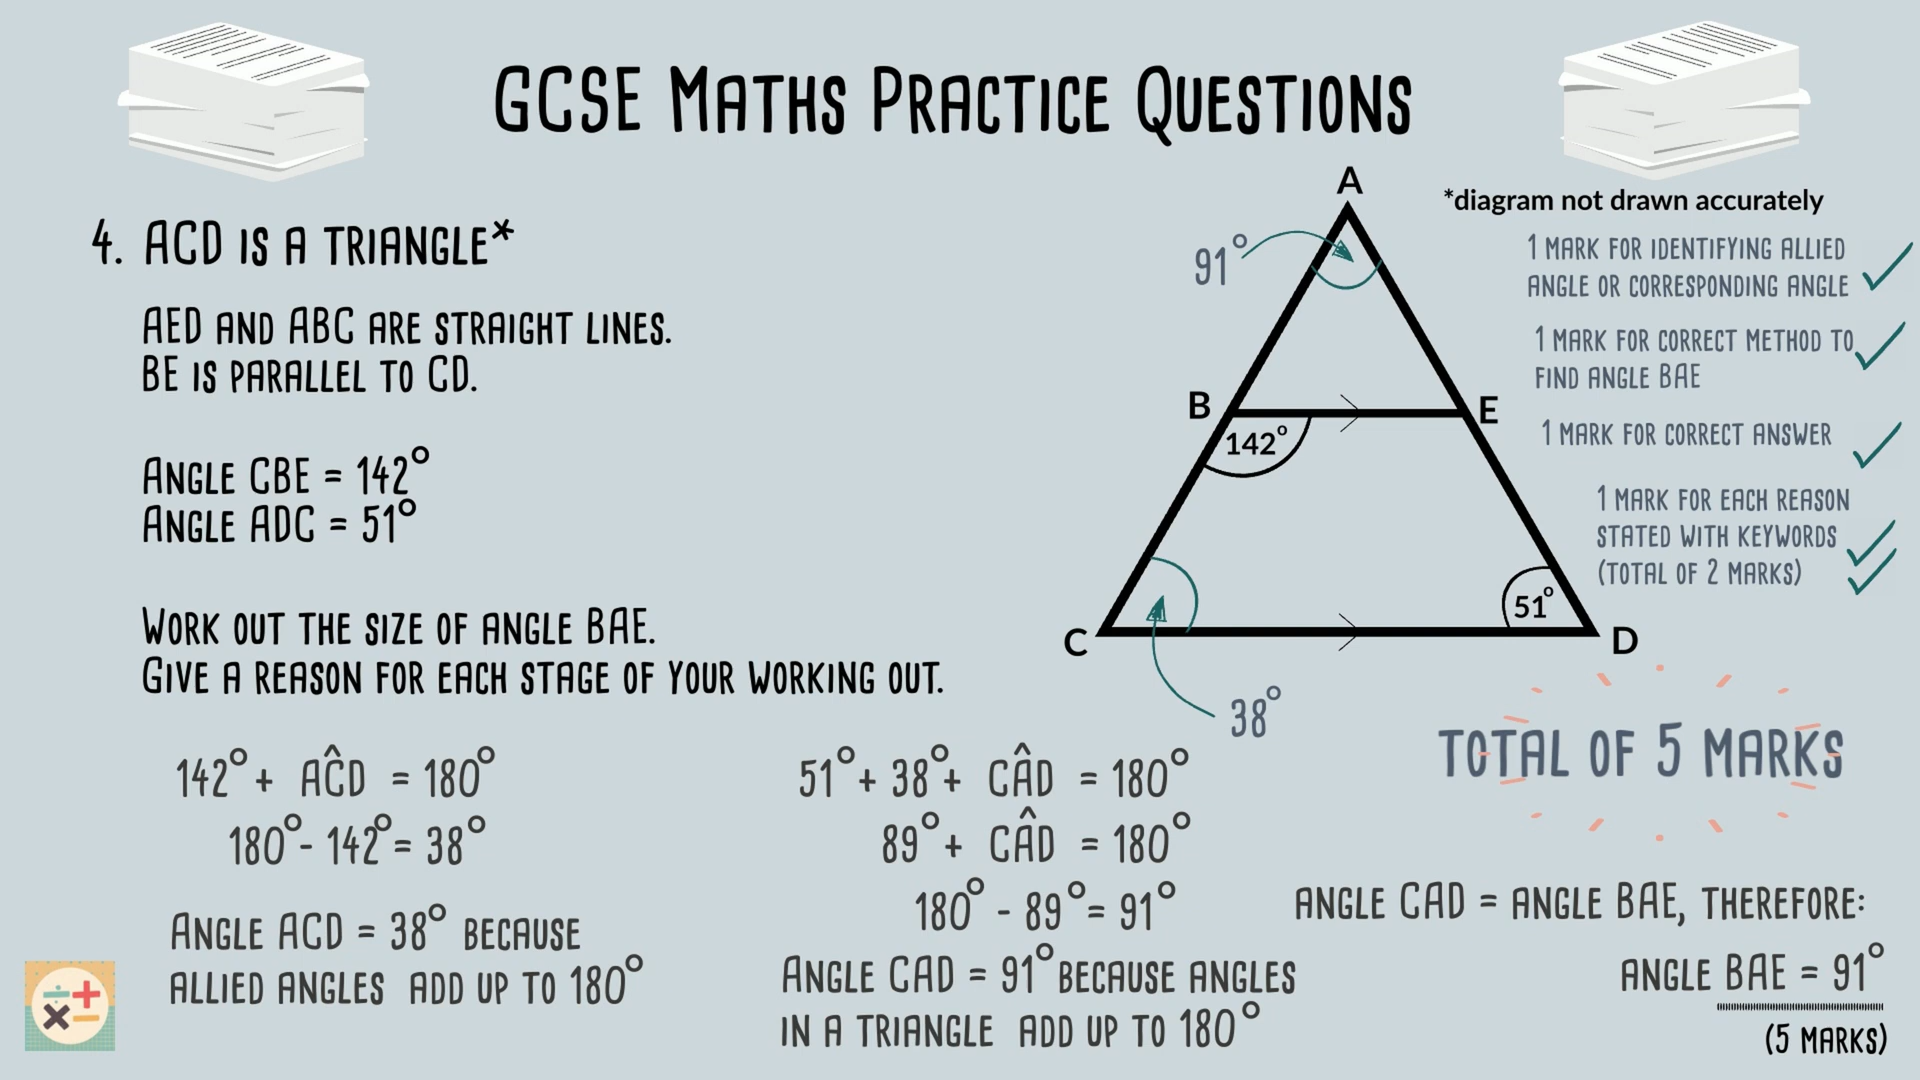 GCSE Maths Practice Questions
4. ACD is a triangle*
AED and ABC are straight lines.
BE is parallel to CD.
Angle CBE = 142°
Angle ADC = 51°
Work out the size of angle BAE.
Give a reason for each stage of your working out.
142° + AĈD = 180°
180° - 142° = 38°
Angle ACD = 38° because
allied angles add up to 180°
51° + 38° + CÂD = 180°
89° + CÂD = 180°
180° - 89° = 91°
Angle CAD = 91° because angles
in a triangle add up to 180°
A
91°
B
E
142°
51°
C
D
38°
*diagram not drawn accurately
1 mark for identifying allied
angle or corresponding angle
1 mark for correct method to
find angle BAE
1 mark for correct answer
1 mark for each reason
stated with keywords
(total of 2 marks)
Total of 5 marks
angle CAD = angle BAE, therefore:
angle BAE = 91°
(5 marks)